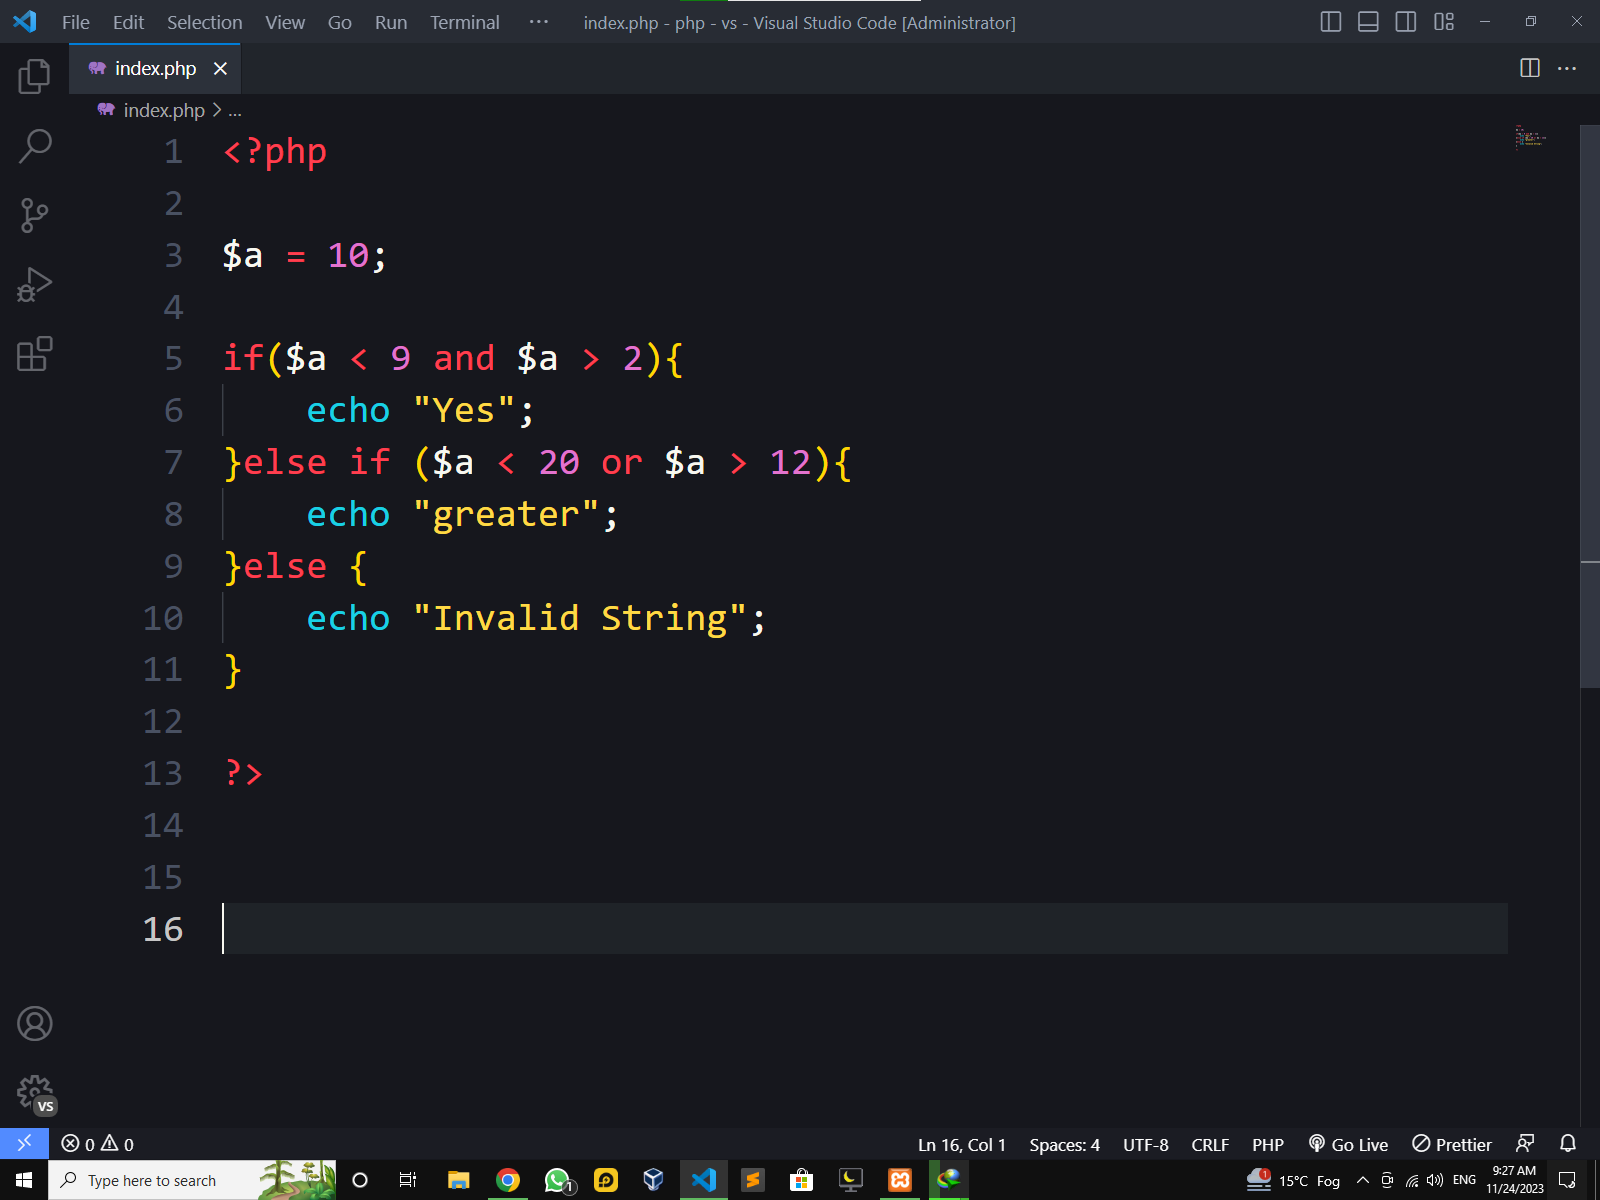 File Edit Selection View Go Run Terminal ··· index.php - php - vs - Visual Studio Code [Administrator]
index.php
index.php > ...
1 <?php
2
3 $a = 10;
4
5 if($a < 9 and $a > 2){
6     echo "Yes";
7 }else if ($a < 20 or $a > 12){
8     echo "greater";
9 }else {
10     echo "Invalid String";
11 }
12
13 ?>
14
15
16
VS
0 0 Ln 16, Col 1 Spaces: 4 UTF-8 CRLF PHP Go Live Prettier
Type here to search 1 1 15°C Fog ENG 9:27 AM
11/24/2023